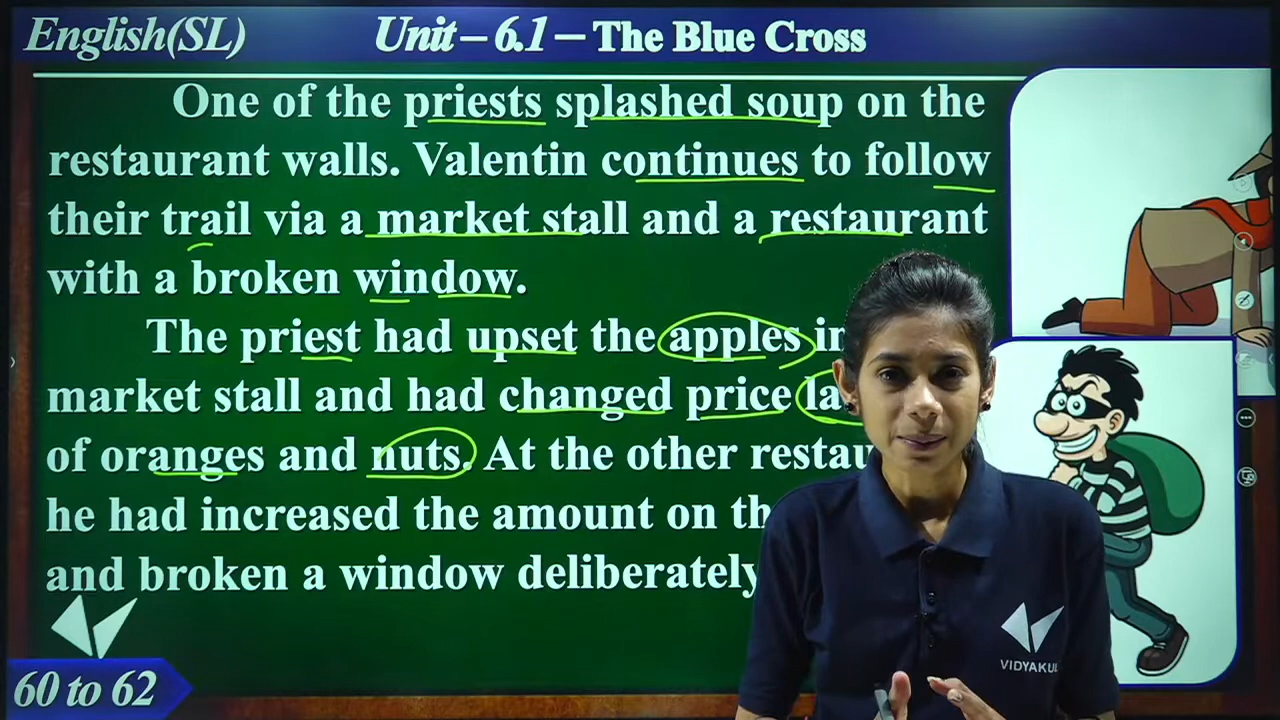 English(SL)
Unit – 6.1 – The Blue Cross
One of the priests splashed soup on the
restaurant walls. Valentin continues to follow
their trail via a market stall and a restaurant
with a broken window.
The priest had upset the apples in
market stall and had changed price
of oranges and nuts. At the other
he had increased the amount on
and broken a window deliberately
VIDYAKUL
60 to 62